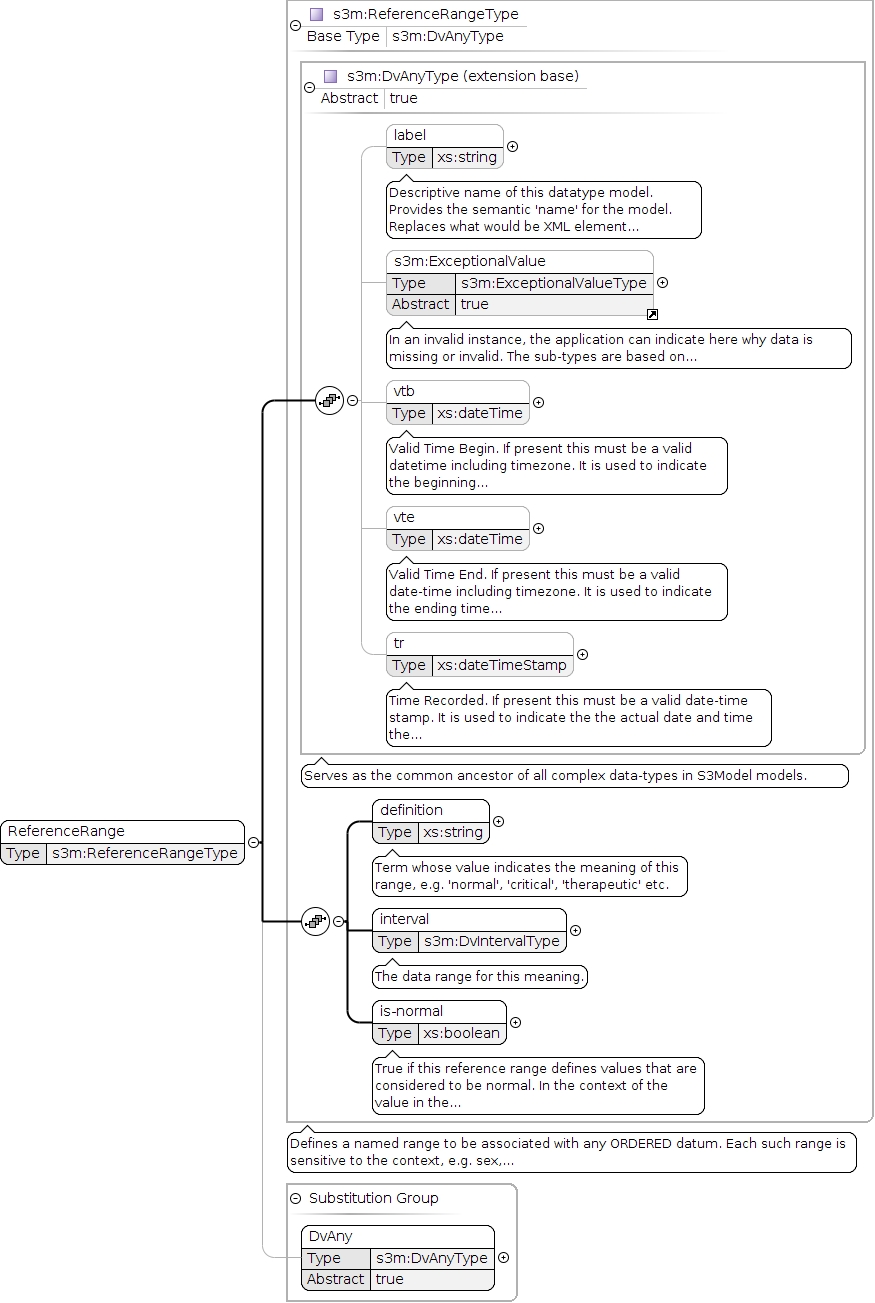 s3m:ReferenceRangeType
Base Type s3m:DvAnyType
s3m:DvAnyType (extension base)
Abstract true
label
Type xs:string
Descriptive name of this datatype model.
Provides the semantic 'name' for the model.
Replaces what would be XML element...
s3m:ExceptionalValue
Type s3m:ExceptionalValueType
Abstract true
In an invalid instance, the application can indicate here why data is
missing or invalid. The sub-types are based on...
vtb
Type xs:dateTime
Valid Time Begin. If present this must be a valid
datetime including timezone. It is used to indicate
the beginning...
vte
Type xs:dateTime
Valid Time End. If present this must be a valid
date-time including timezone. It is used to indicate
the ending time...
tr
Type xs:dateTimeStamp
Time Recorded. If present this must be a valid date-time
stamp. It is used to indicate the the actual date and time
the...
Serves as the common ancestor of all complex data-types in S3Model models.
ReferenceRange
Type s3m:ReferenceRangeType
definition
Type xs:string
Term whose value indicates the meaning of this
range, e.g. 'normal', 'critical', 'therapeutic' etc.
interval
Type s3m:DvIntervalType
The data range for this meaning.
is-normal
Type xs:boolean
True if this reference range defines values that are
considered to be normal. In the context of the
value in the...
Defines a named range to be associated with any ORDERED datum. Each such range is
sensitive to the context, e.g. sex,...
Substitution Group
DvAny
Type s3m:DvAnyType
Abstract true